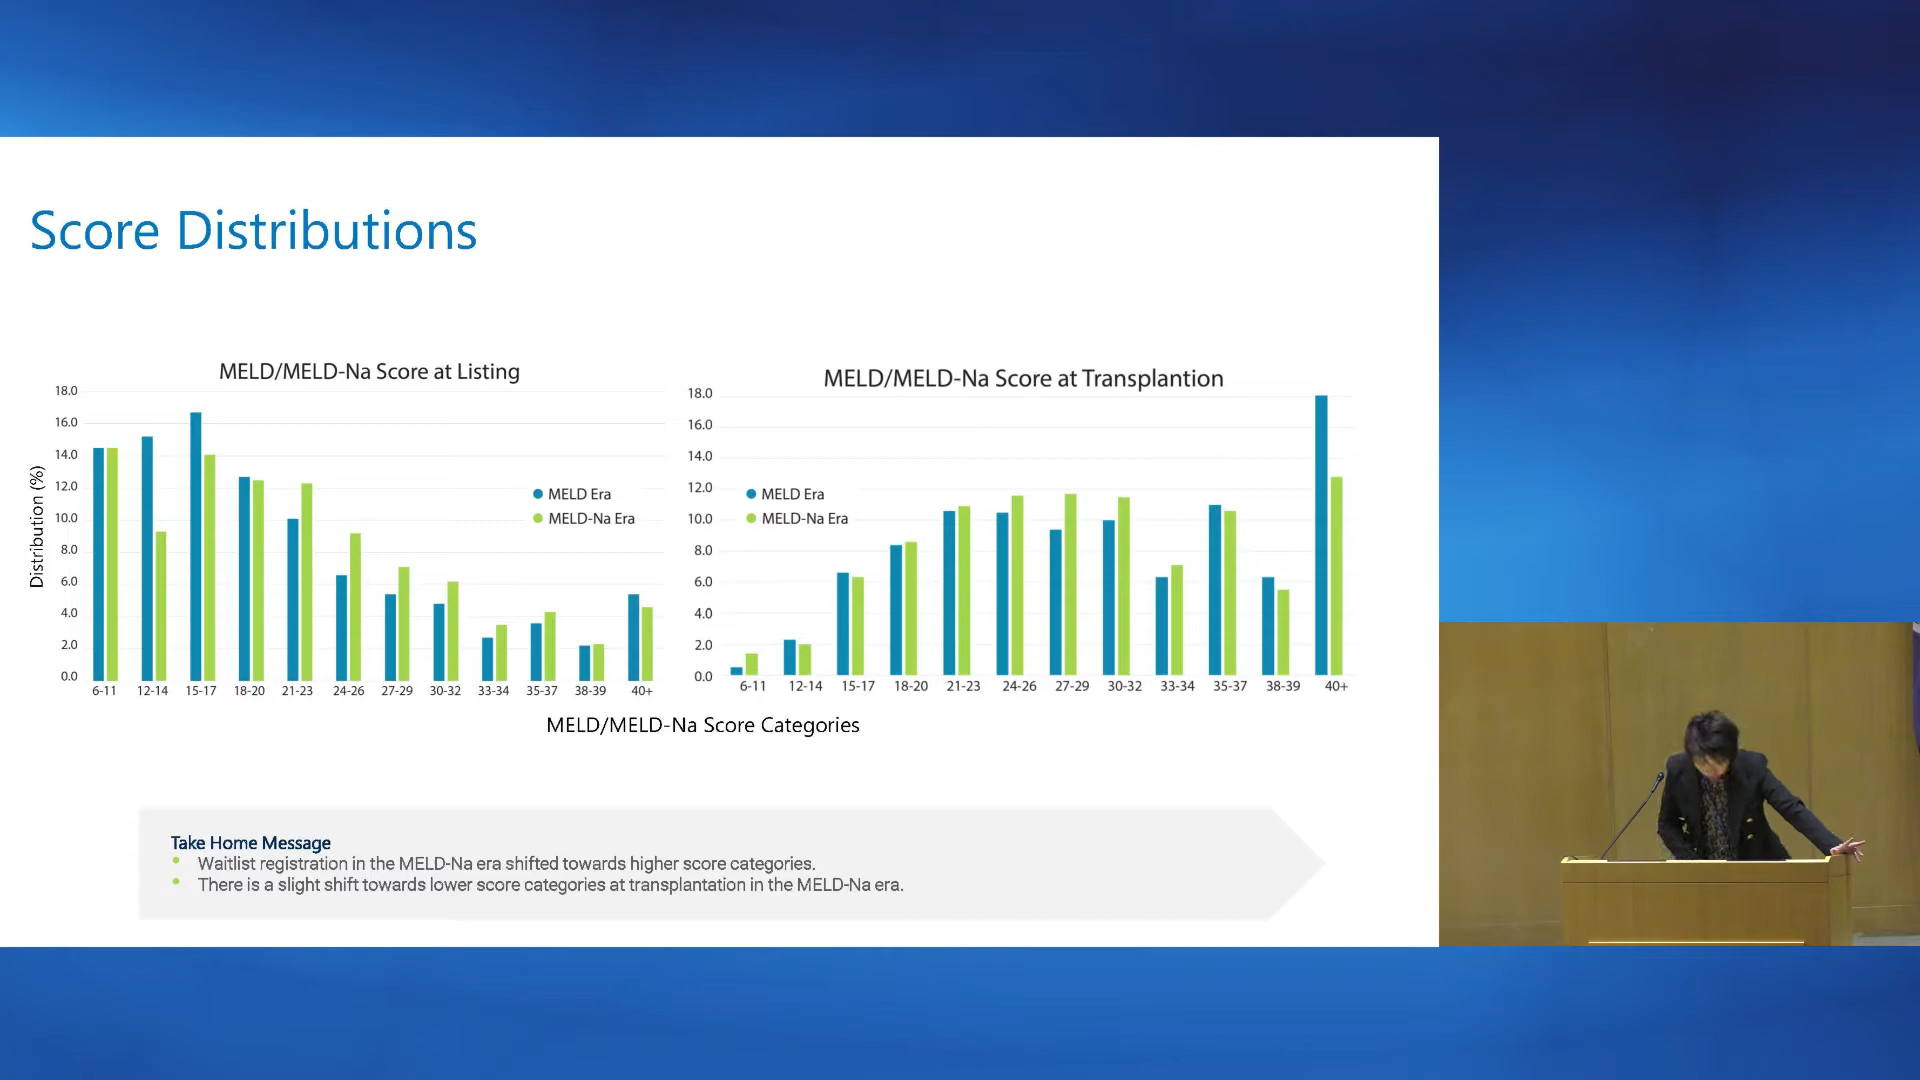 Score Distributions
MELD/MELD-Na Score at Listing
18.0
16.0
14.0
12.0
10.0
8.0
6.0
4.0
2.0
0.0
Distribution (%)
MELD Era
MELD-Na Era
6-11 12-14 15-17 18-20 21-23 24-26 27-29 30-32 33-34 35-37 38-39 40+
MELD/MELD-Na Score at Transplantion
18.0
16.0
14.0
12.0
10.0
8.0
6.0
4.0
2.0
0.0
MELD Era
MELD-Na Era
6-11 12-14 15-17 18-20 21-23 24-26 27-29 30-32 33-34 35-37 38-39 40+
MELD/MELD-Na Score Categories
Take Home Message
Waitlist registration in the MELD-Na era shifted towards higher score categories.
There is a slight shift towards lower score categories at transplantation in the MELD-Na era.